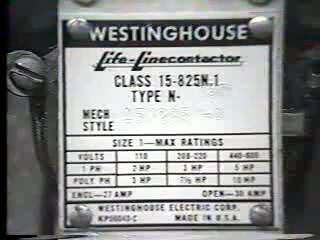 WESTINGHOUSE
Life-Linecontactor
CLASS 15-825N.1
TYPE N-
MECH
STYLE
SIZE 1—MAX RATINGS
VOLTS 110 208-220 440-600
1 PH 2 HP 3 HP 5 HP
POLY PH 3 HP 7½ HP 10 HP
ENCL—27 AMP OPEN—30 AMP
WESTINGHOUSE ELECTRIC CORP.
MADE IN U.S.A.